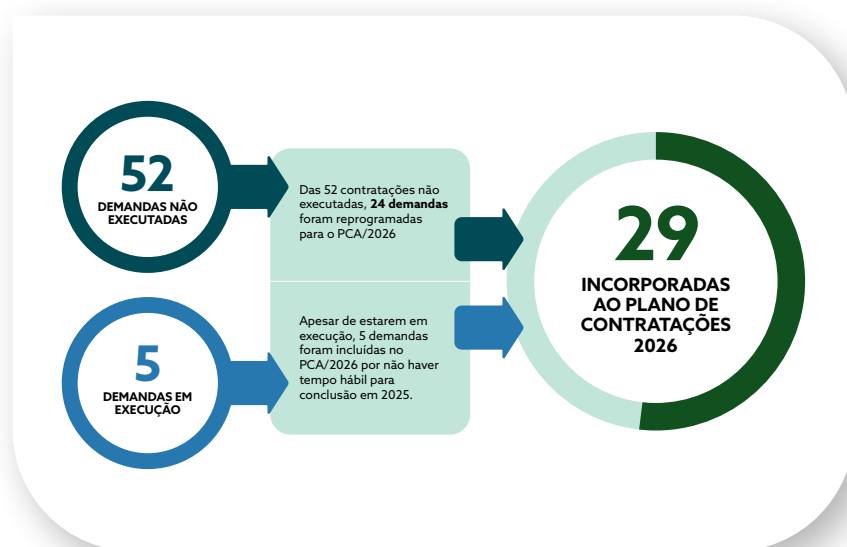 52
DEMANDAS NÃO
EXECUTADAS
Das 52 contratações não
executadas, 24 demandas
foram reprogramadas
para o PCA/2026
5
DEMANDAS EM
EXECUÇÃO
Apesar de estarem em
execução, 5 demandas
foram incluídas no
PCA/2026 por não haver
tempo hábil para
conclusão em 2025.
29
INCORPORADAS
AO PLANO DE
CONTRATAÇÕES
2026